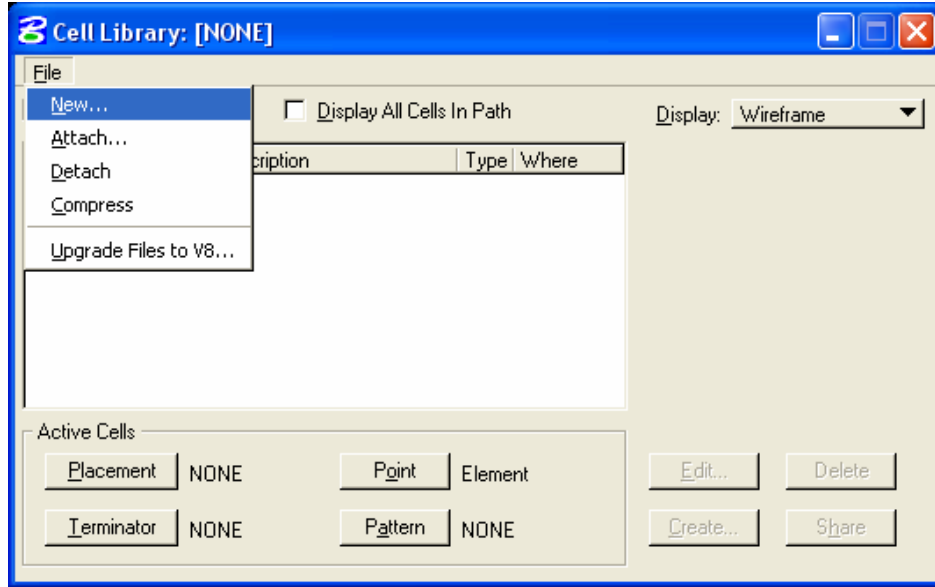 Cell Library: [NONE]
File
New...
Display All Cells In Path
Display: Wireframe
Attach...
cription Type Where
Detach
Compress
Upgrade Files to V8...
Active Cells
Placement NONE Point Element Edit... Delete
Terminator NONE Pattern NONE Create... Share